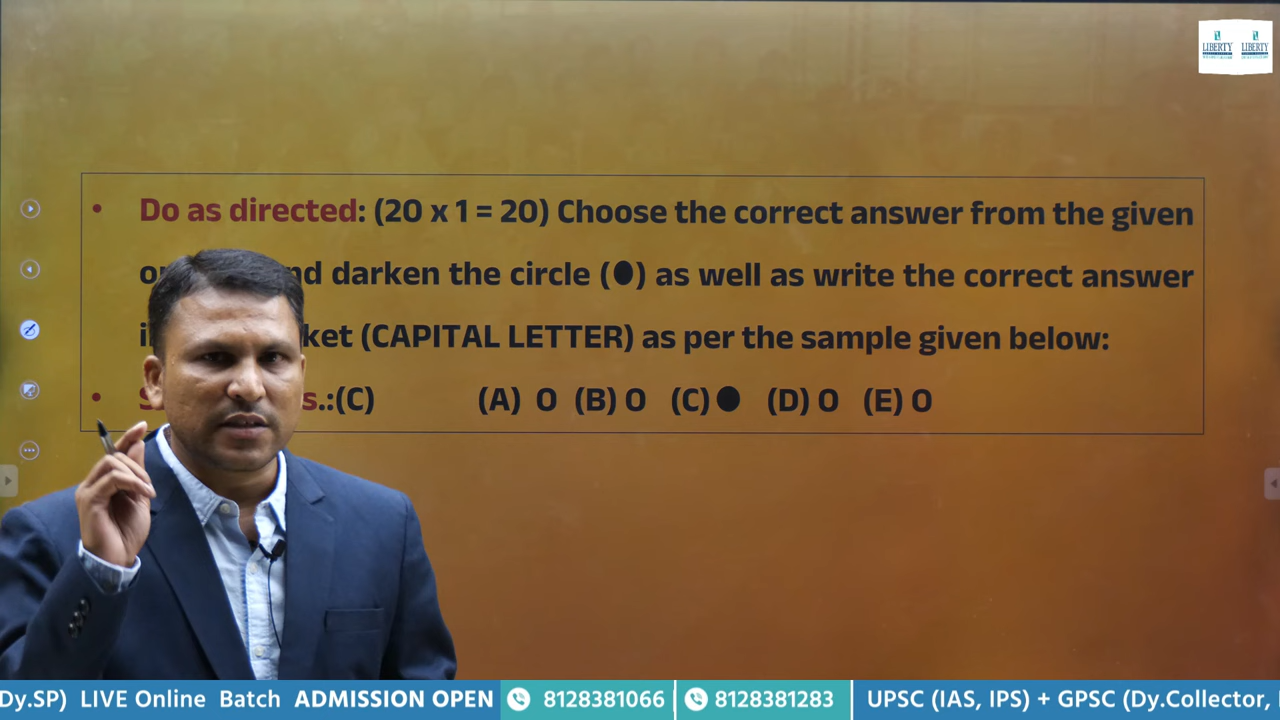 LIBERTY LIBERTY
• Do as directed: (20 x 1 = 20) Choose the correct answer from the given
nd darken the circle (●) as well as write the correct answer
ket (CAPITAL LETTER) as per the sample given below:
• s.:(C) (A) O (B) O (C) ● (D) O (E) O
Dy.SP) LIVE Online Batch ADMISSION OPEN 8128381066 8128381283 UPSC (IAS, IPS) + GPSC (Dy.Collector,